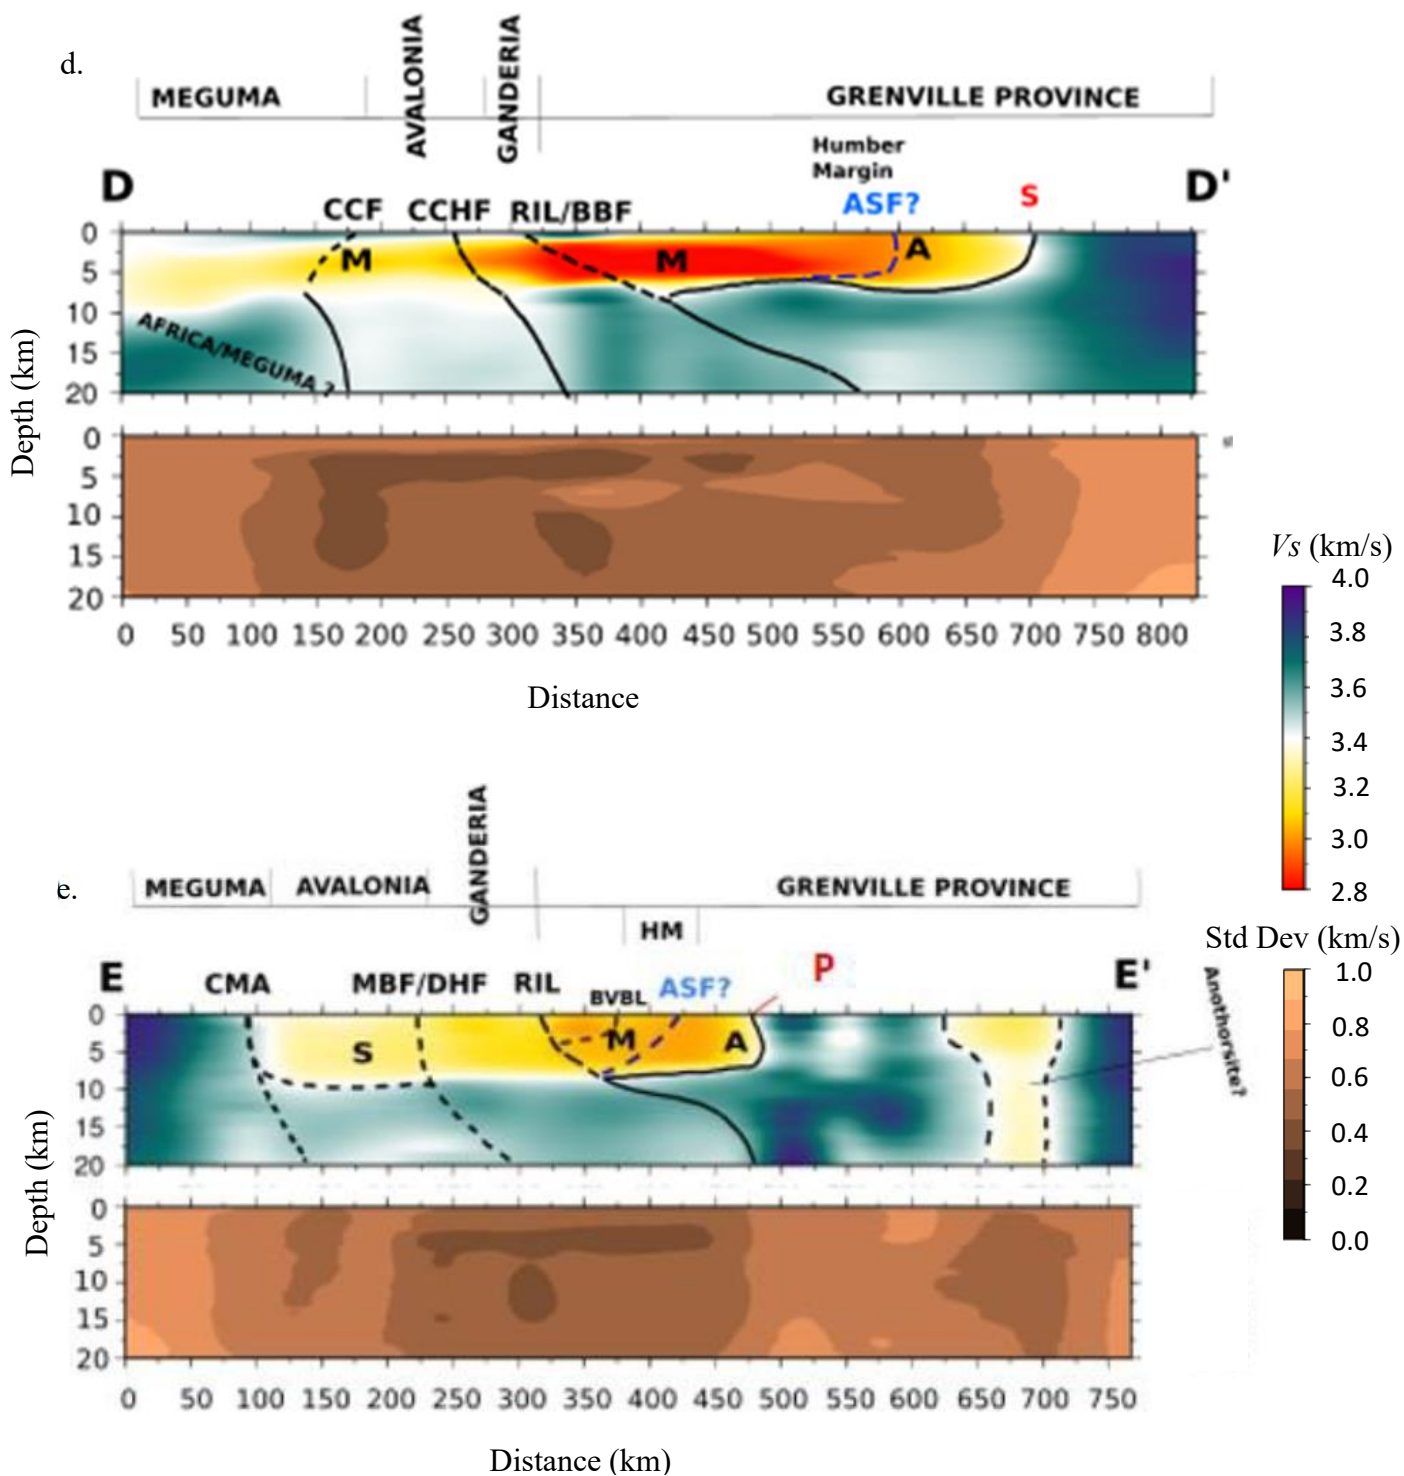 d.
AVALONIA
GANDERIA
MEGUMA
GRENVILLE PROVINCE
Humber
Margin
D
ASF?
S
D'
CCF
CCHF
RIL/BBF
0
5
10
15
20
M
M
A
AFRICA/MEGUMA ?
Depth (km)
0
5
10
15
20
0 50 100 150 200 250 300 350 400 450 500 550 600 650 700 750 800
Distance
Vs (km/s)
4.0
3.8
3.6
3.4
3.2
3.0
2.8
e.
GANDERIA
MEGUMA
AVALONIA
GRENVILLE PROVINCE
HM
E
CMA
MBF/DHF
RIL
BVBL
ASF?
P
E'
Anothorsite?
0
5
10
15
20
S
M
A
Depth (km)
0
5
10
15
20
0 50 100 150 200 250 300 350 400 450 500 550 600 650 700 750
Distance (km)
Std Dev (km/s)
1.0
0.8
0.6
0.4
0.2
0.0